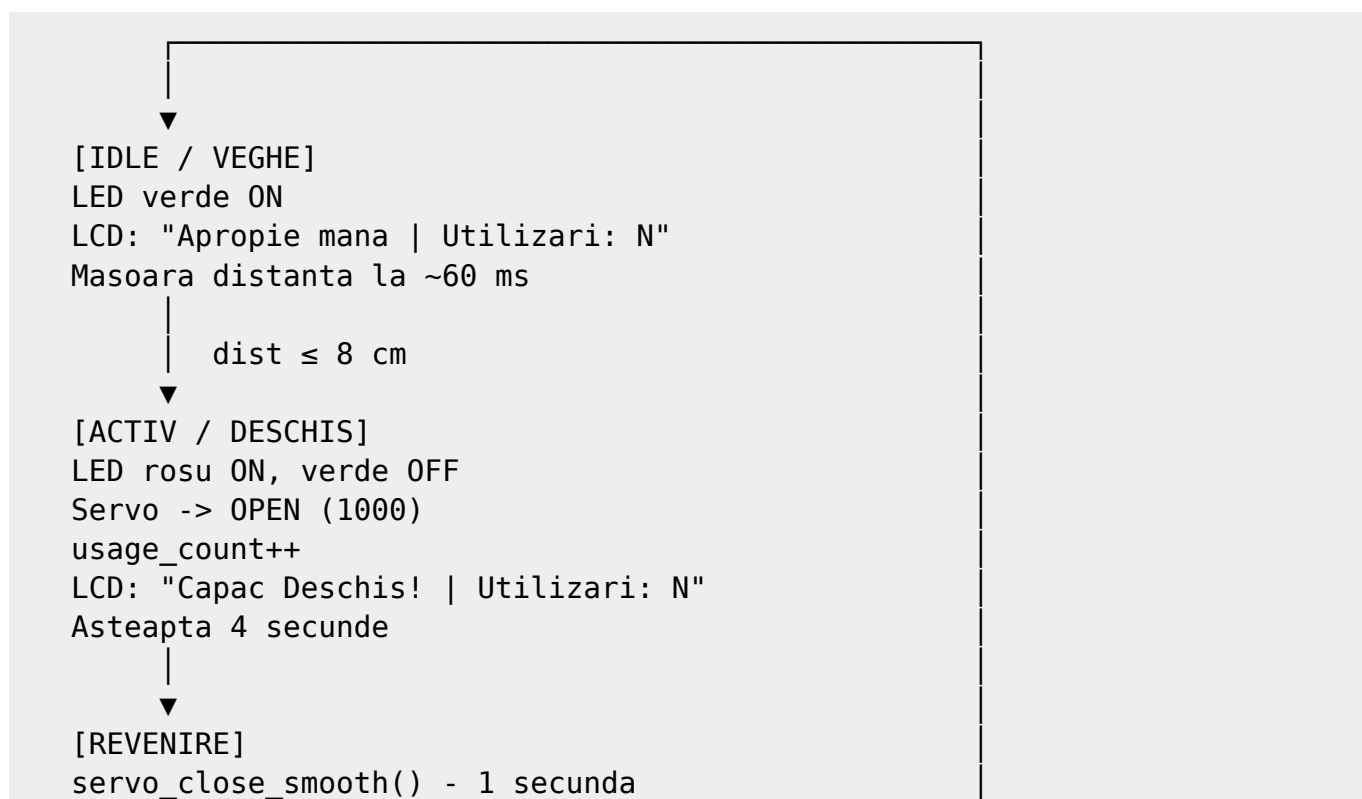 [IDLE / VEGHE]
LED verde ON
LCD: "Apropie mana | Utilizari: N"
Masoara distanta la ~60 ms
dist ≤ 8 cm
[ACTIV / DESCHIS]
LED rosu ON, verde OFF
Servo -> OPEN (1000)
usage_count++
LCD: "Capac Deschis! | Utilizari: N"
Asteapta 4 secunde
[REVENIRE]
servo_close_smooth() - 1 secunda